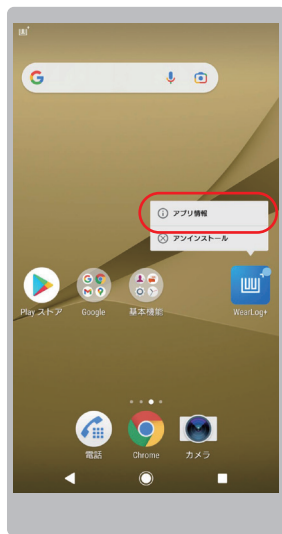 アプリ情報
アンインストール
Play ストア
Google
基本機能
WearLog+
電話
Chrome
カメラ